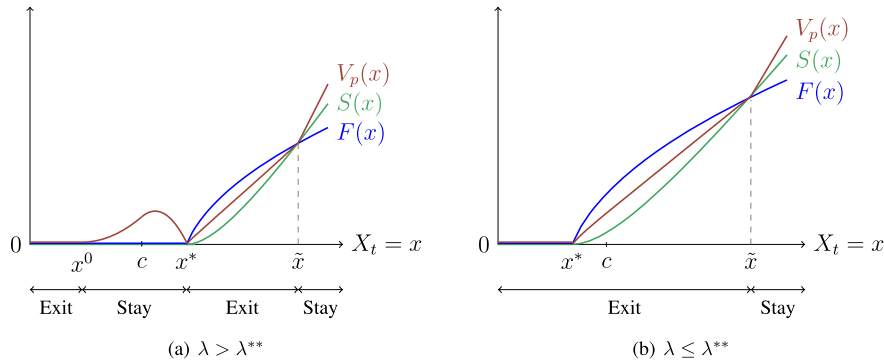 V_p(x)
S(x)
F(x)
0
X_t = x
x^0
c
x^*
x̃
Exit
Stay
Exit
Stay
(a) λ > λ^{**}
V_p(x)
S(x)
F(x)
0
X_t = x
x^*
c
x̃
Exit
Stay
(b) λ ≤ λ^{**}